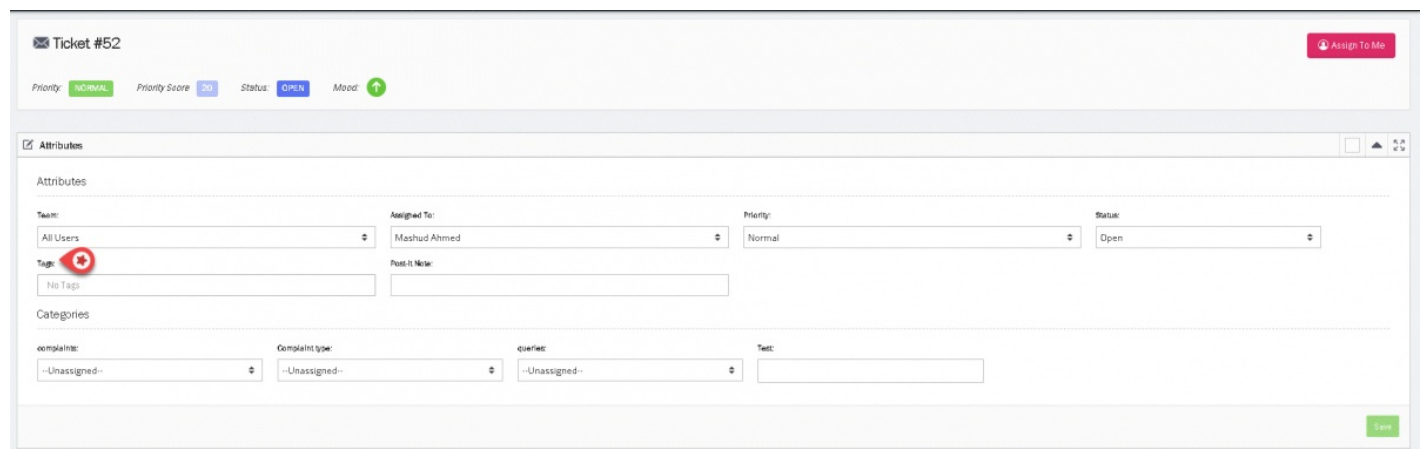 Ticket #52
Assign To Me
Priority: NORMAL Priority Score 20 Status: OPEN Mood:
Attributes
Attributes
Team: Assigned To: Priority: Status:
All Users Mashud Ahmed Normal Open
Tags: Post-It Note:
No Tags
Categories
complaints: Complaint type: queries: Test:
--Unassigned-- --Unassigned-- --Unassigned--
Save